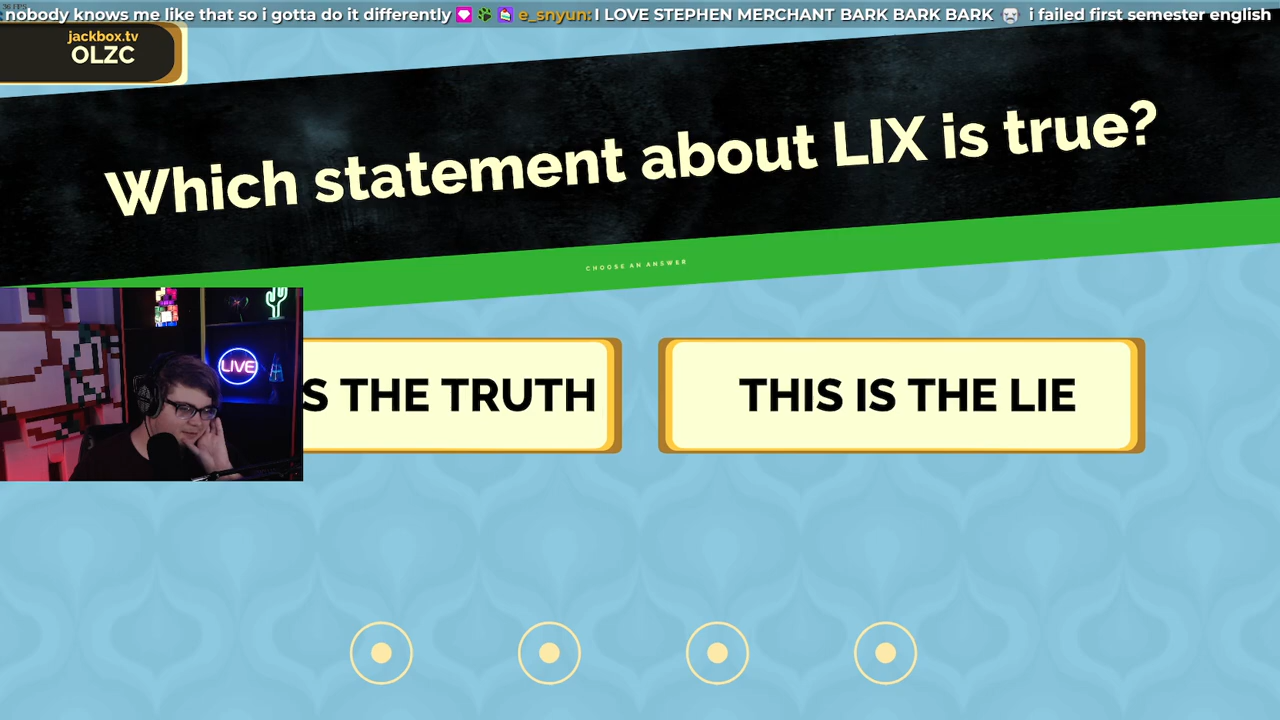 56 FPS
nobody knows me like that so i gotta do it differently e_snyun: I LOVE STEPHEN MERCHANT BARK BARK BARK i failed first semester english
jackbox.tv
OLZC
Which statement about LIX is true?
CHOOSE AN ANSWER
LIVE
S THE TRUTH
THIS IS THE LIE